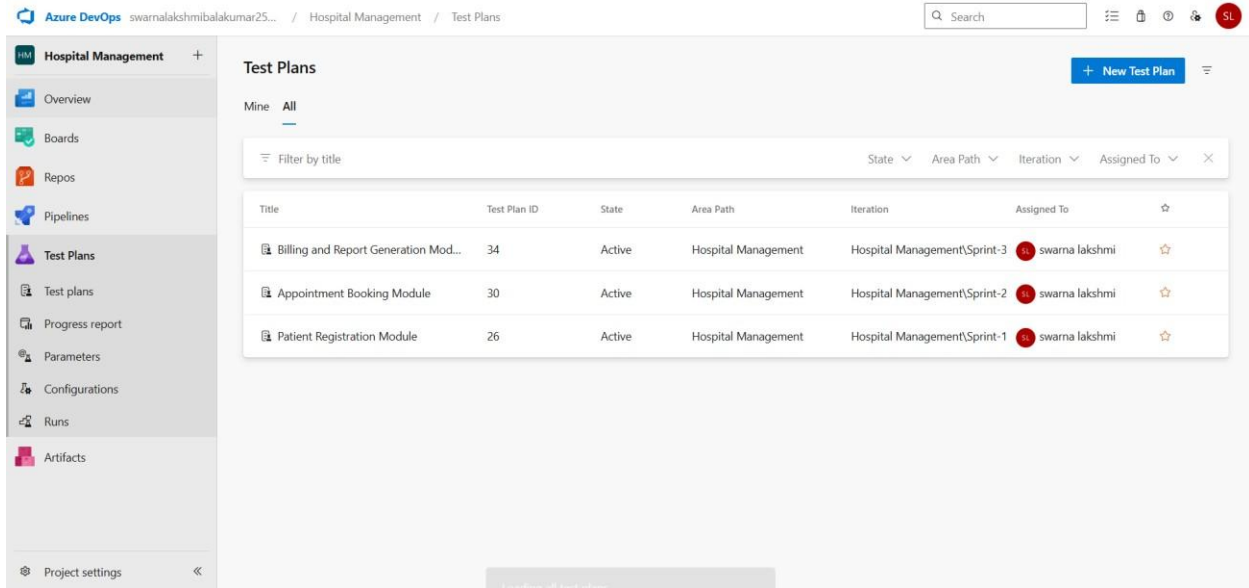 Azure DevOps swarnalakshmibalakumar25... / Hospital Management / Test Plans
Search
SL
HM Hospital Management +
Overview
Boards
Repos
Pipelines
Test Plans
Test plans
Progress report
Parameters
Configurations
Runs
Artifacts
Project settings
Test Plans
+ New Test Plan
Mine All
Filter by title State Area Path Iteration Assigned To
Title Test Plan ID State Area Path Iteration Assigned To
Billing and Report Generation Mod... 34 Active Hospital Management Hospital Management\Sprint-3 SL swarna lakshmi
Appointment Booking Module 30 Active Hospital Management Hospital Management\Sprint-2 SL swarna lakshmi
Patient Registration Module 26 Active Hospital Management Hospital Management\Sprint-1 SL swarna lakshmi
Loading all test plans